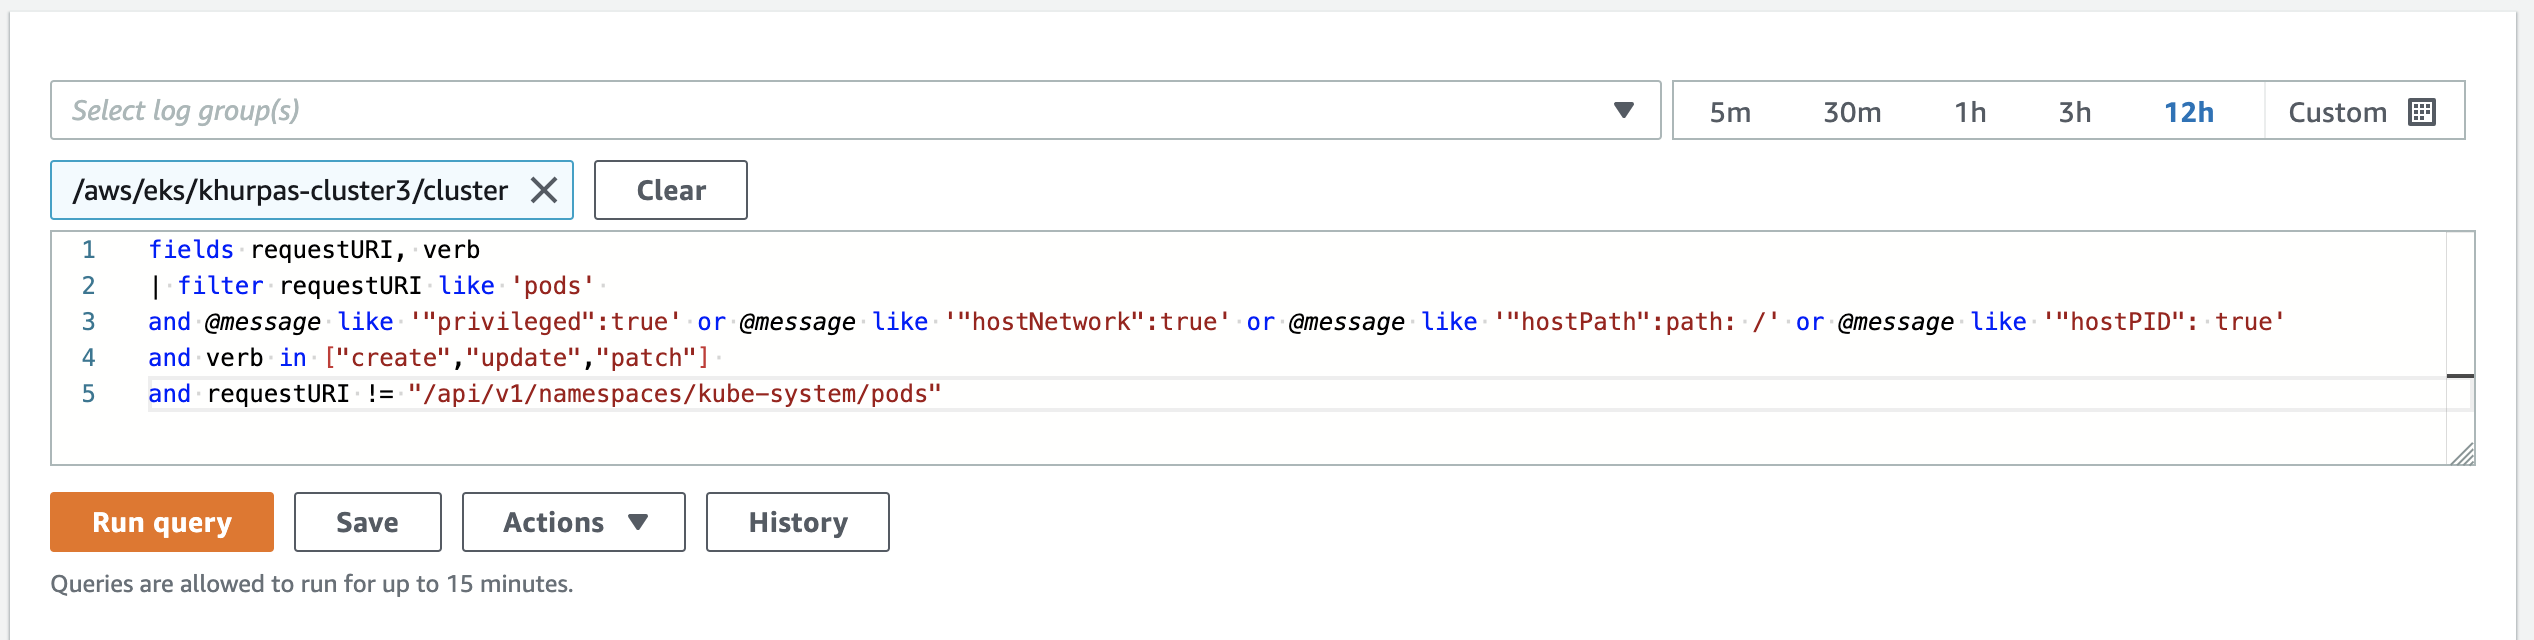 Select log group(s)
5m 30m 1h 3h 12h Custom
/aws/eks/khurpas-cluster3/cluster Clear
1 fields requestURI, verb
2 | filter requestURI like 'pods'
3 and @message like '"privileged":true' or @message like '"hostNetwork":true' or @message like '"hostPath":path: /' or @message like '"hostPID": true'
4 and verb in ["create","update","patch"]
5 and requestURI != "/api/v1/namespaces/kube-system/pods"
Run query Save Actions History
Queries are allowed to run for up to 15 minutes.